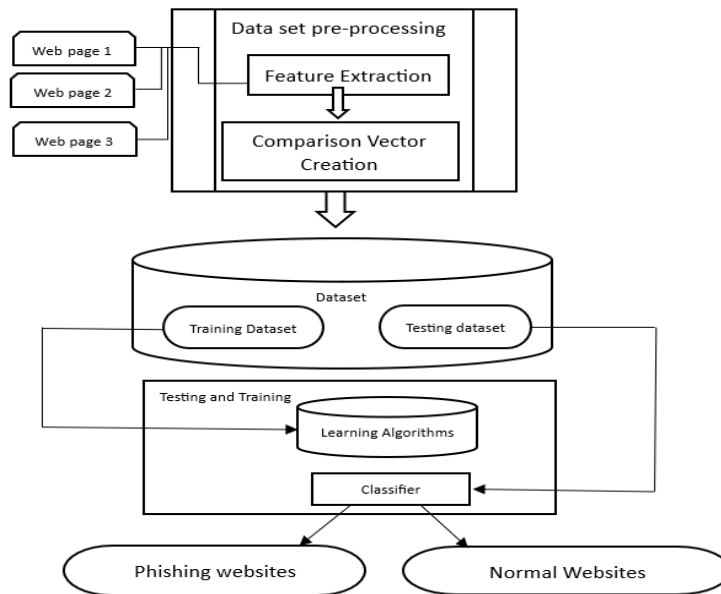 Web page 1
Web page 2
Web page 3
Data set pre-processing
Feature Extraction
Comparison Vector
Creation
Dataset
Training Dataset
Testing dataset
Testing and Training
Learning Algorithms
Classifier
Phishing websites
Normal Websites